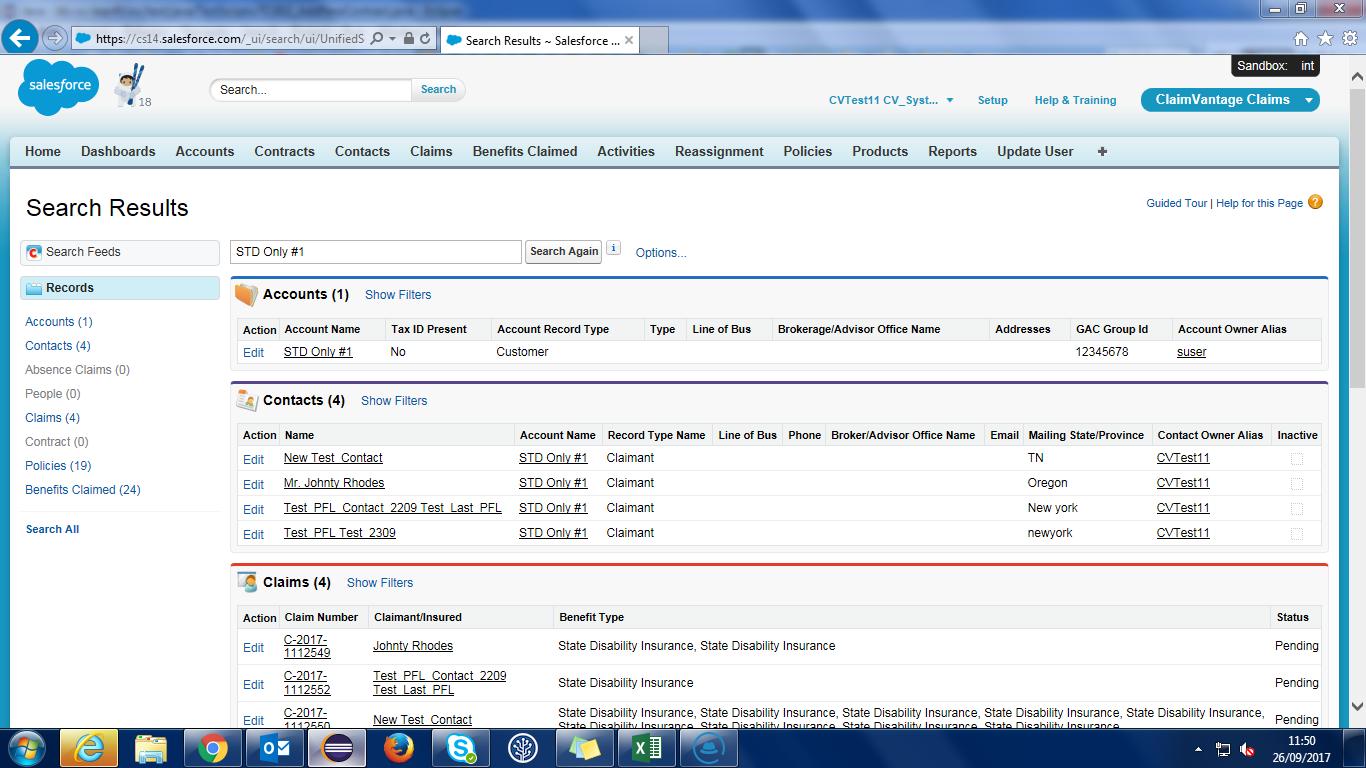 https://cs14.salesforce.com/_ui/search/ui/UnifiedS
Search Results ~ Salesforce ...
Sandbox: int
salesforce
18
Search...
Search
CVTest11 CV_Syst...
Setup
Help & Training
ClaimVantage Claims
Home Dashboards Accounts Contracts Contacts Claims Benefits Claimed Activities Reassignment Policies Products Reports Update User +
Search Results
Guided Tour | Help for this Page ?
Search Feeds
Records
Accounts (1)
Contacts (4)
Absence Claims (0)
People (0)
Claims (4)
Contract (0)
Policies (19)
Benefits Claimed (24)
Search All
STD Only #1
Search Again
i
Options...
Accounts (1) Show Filters
Action Account Name Tax ID Present Account Record Type Type Line of Bus Brokerage/Advisor Office Name Addresses GAC Group Id Account Owner Alias
Edit STD Only #1 No Customer 12345678 suser
Contacts (4) Show Filters
Action Name Account Name Record Type Name Line of Bus Phone Broker/Advisor Office Name Email Mailing State/Province Contact Owner Alias Inactive
Edit New Test_Contact STD Only #1 Claimant TN CVTest11
Edit Mr. Johnty Rhodes STD Only #1 Claimant Oregon CVTest11
Edit Test_PFL_Contact_2209 Test_Last_PFL STD Only #1 Claimant New york CVTest11
Edit Test_PFL Test_2309 STD Only #1 Claimant newyork CVTest11
Claims (4) Show Filters
Action Claim Number Claimant/Insured Benefit Type Status
Edit C-2017-1112549 Johnty Rhodes State Disability Insurance, State Disability Insurance Pending
Edit C-2017-1112552 Test_PFL_Contact_2209 Test_Last_PFL State Disability Insurance Pending
Edit C-2017-1112550 New Test_Contact State Disability Insurance, State Disability Insurance, State Disability Insurance, State Disability Insurance, State Disability Insurance, Pending
State Disability Insurance, State Disability Insurance, State Disability Insurance, State Disability Insurance
11:50
26/09/2017